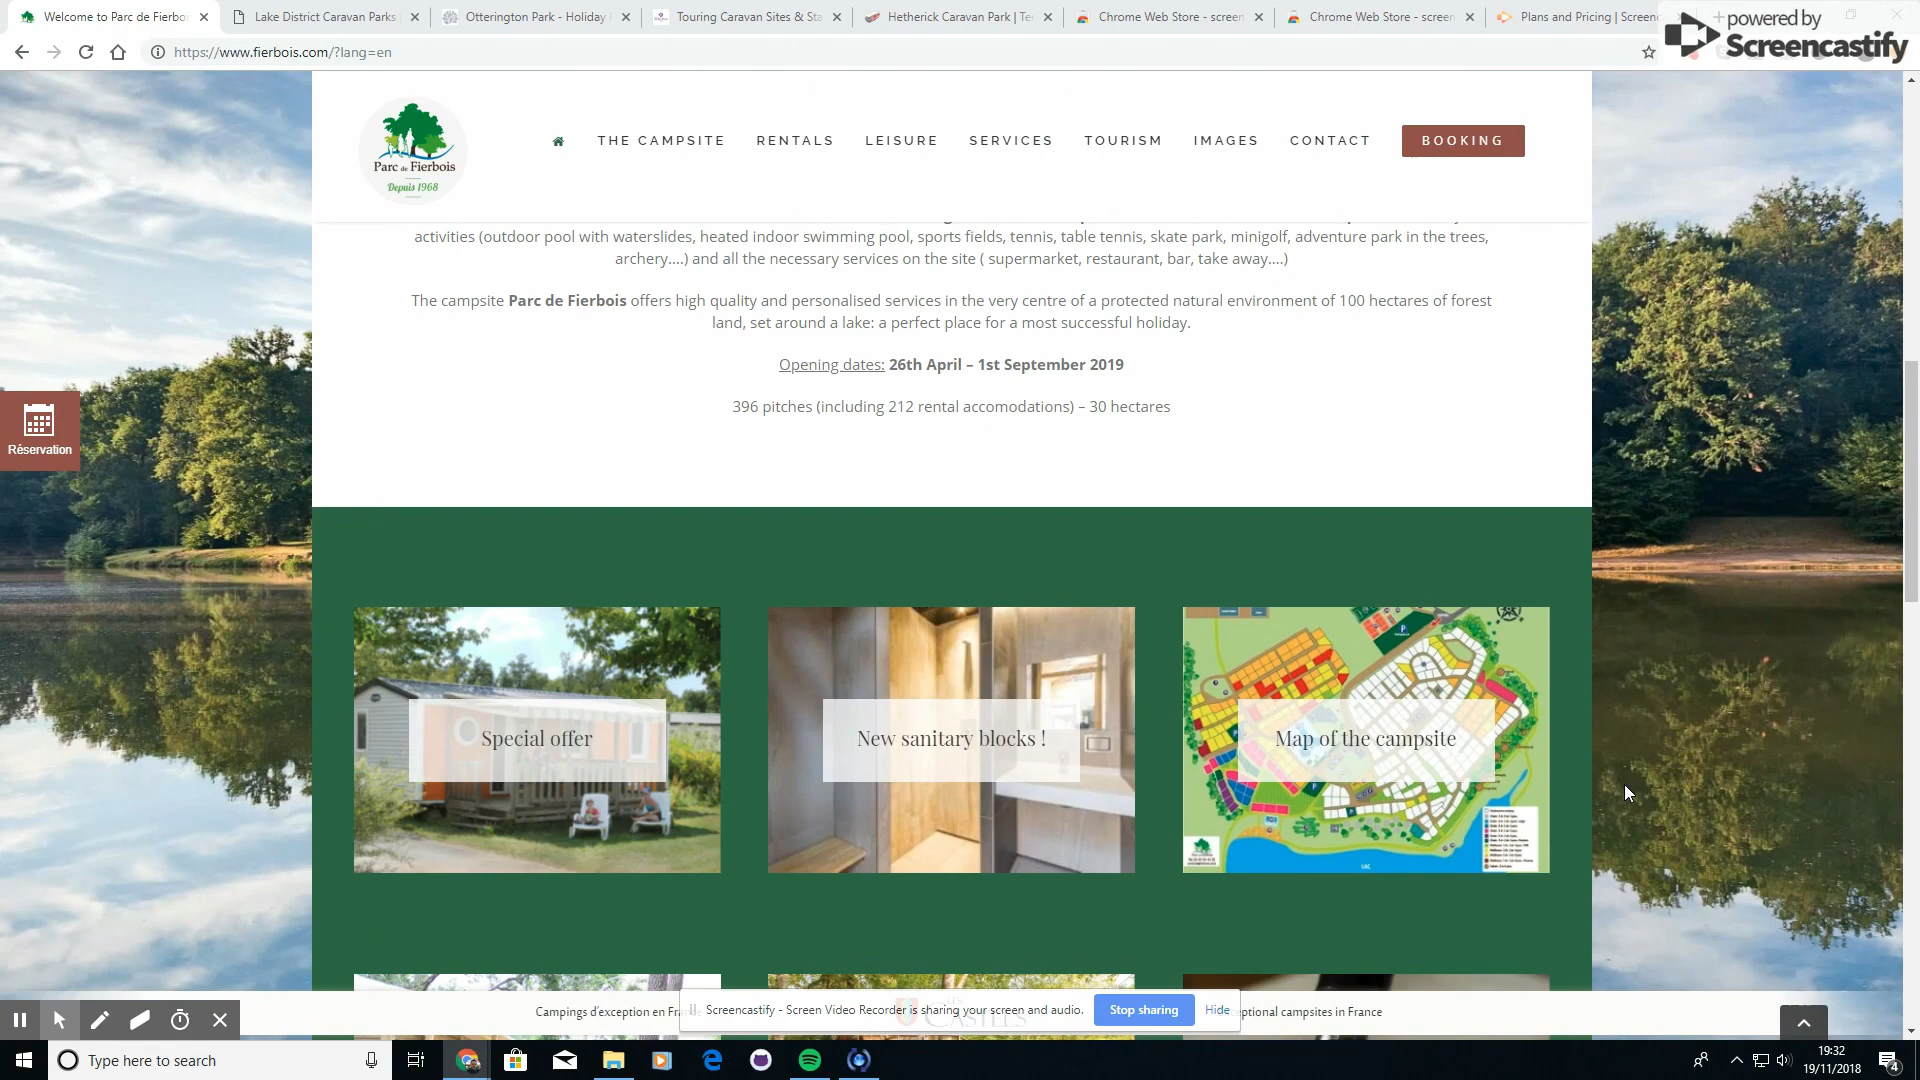 Welcome to Parc de Fierboi
Lake District Caravan Parks
Otterington Park - Holiday
Touring Caravan Sites & Sta
Hetherick Caravan Park | Te
Chrome Web Store - screen
Chrome Web Store - screen
Plans and Pricing | Screenc
powered by
Screencastify
https://www.fierbois.com/?lang=en
Parc de Fierbois
Depuis 1968
THE CAMPSITE
RENTALS
LEISURE
SERVICES
TOURISM
IMAGES
CONTACT
BOOKING
activities (outdoor pool with waterslides, heated indoor swimming pool, sports fields, tennis, table tennis, skate park, minigolf, adventure park in the trees,
archery....) and all the necessary services on the site ( supermarket, restaurant, bar, take away....)
The campsite Parc de Fierbois offers high quality and personalised services in the very centre of a protected natural environment of 100 hectares of forest
land, set around a lake: a perfect place for a most successful holiday.
Opening dates: 26th April – 1st September 2019
396 pitches (including 212 rental accomodations) – 30 hectares
Réservation
Special offer
New sanitary blocks !
Map of the campsite
LAC
Campings d'exception en Fra
Screencastify - Screen Video Recorder is sharing your screen and audio.
Stop sharing
Hide
eptional campsites in France
Type here to search
19:32
19/11/2018
4